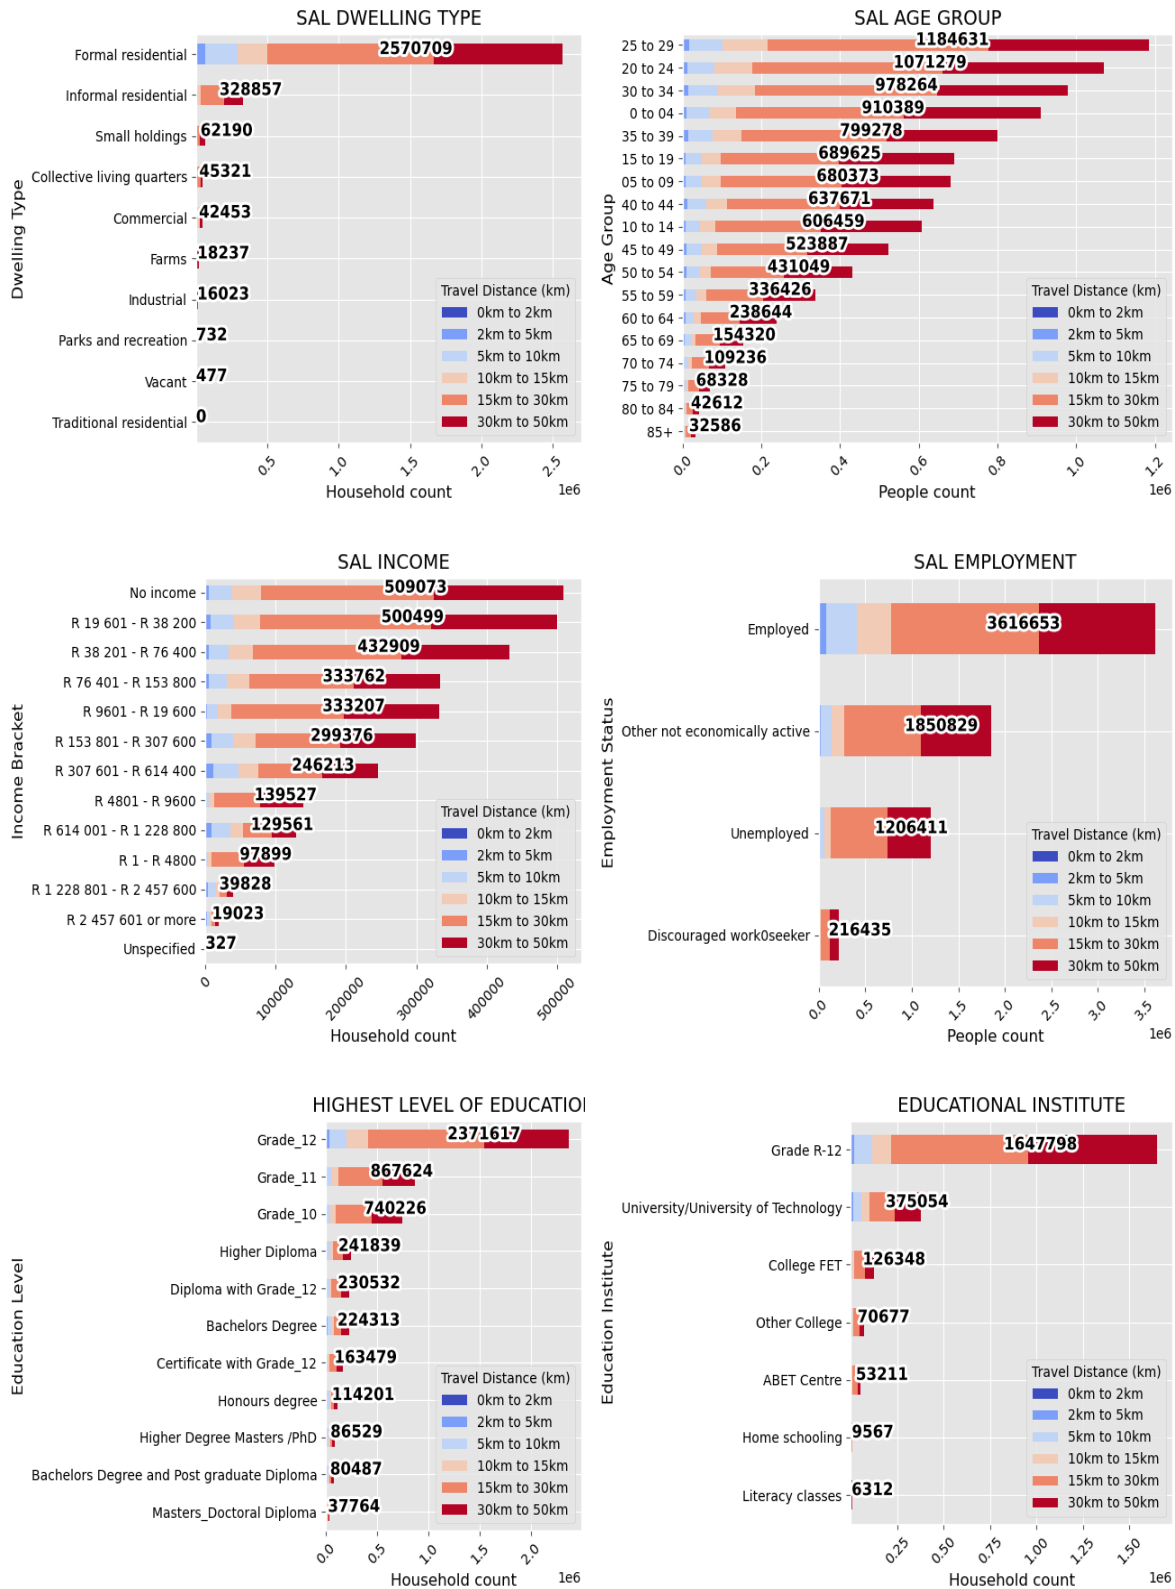 SAL DWELLING TYPE
Dwelling Type
Formal residential 2570709
Informal residential 328857
Small holdings 62190
Collective living quarters 45321
Commercial 42453
Farms 18237
Industrial 16023
Parks and recreation 732
Vacant 477
Traditional residential 0
Travel Distance (km)
0km to 2km
2km to 5km
5km to 10km
10km to 15km
15km to 30km
30km to 50km
0.5 1.0 1.5 2.0 2.5
1e6
Household count
SAL AGE GROUP
Age Group
25 to 29 1184631
20 to 24 1071279
30 to 34 978264
0 to 04 910389
35 to 39 799278
15 to 19 689625
05 to 09 680373
40 to 44 637671
10 to 14 606459
45 to 49 523887
50 to 54 431049
55 to 59 336426
60 to 64 238644
65 to 69 154320
70 to 74 109236
75 to 79 68328
80 to 84 42612
85+ 32586
Travel Distance (km)
0km to 2km
2km to 5km
5km to 10km
10km to 15km
15km to 30km
30km to 50km
0.0 0.2 0.4 0.6 0.8 1.0 1.2
1e6
People count
SAL INCOME
Income Bracket
No income 509073
R 19 601 - R 38 200 500499
R 38 201 - R 76 400 432909
R 76 401 - R 153 800 333762
R 9601 - R 19 600 333207
R 153 801 - R 307 600 299376
R 307 601 - R 614 400 246213
R 4801 - R 9600 139527
R 614 001 - R 1 228 800 129561
R 1 - R 4800 97899
R 1 228 801 - R 2 457 600 39828
R 2 457 601 or more 19023
Unspecified 327
Travel Distance (km)
0km to 2km
2km to 5km
5km to 10km
10km to 15km
15km to 30km
30km to 50km
0 100000 200000 300000 400000 500000
Household count
SAL EMPLOYMENT
Employment Status
Employed 3616653
Other not economically active 1850829
Unemployed 1206411
Discouraged work0seeker 216435
Travel Distance (km)
0km to 2km
2km to 5km
5km to 10km
10km to 15km
15km to 30km
30km to 50km
0.0 0.5 1.0 1.5 2.0 2.5 3.0 3.5
1e6
People count
HIGHEST LEVEL OF EDUCATIO
Education Level
Grade_12 2371617
Grade_11 867624
Grade_10 740226
Higher Diploma 241839
Diploma with Grade_12 230532
Bachelors Degree 224313
Certificate with Grade_12 163479
Honours degree 114201
Higher Degree Masters /PhD 86529
Bachelors Degree and Post graduate Diploma 80487
Masters_Doctoral Diploma 37764
Travel Distance (km)
0km to 2km
2km to 5km
5km to 10km
10km to 15km
15km to 30km
30km to 50km
0.0 0.5 1.0 1.5 2.0
1e6
Household count
EDUCATIONAL INSTITUTE
Education Institute
Grade R-12 1647798
University/University of Technology 375054
College FET 126348
Other College 70677
ABET Centre 53211
Home schooling 9567
Literacy classes 6312
Travel Distance (km)
0km to 2km
2km to 5km
5km to 10km
10km to 15km
15km to 30km
30km to 50km
0.25 0.50 0.75 1.00 1.25 1.50
1e6
Household count